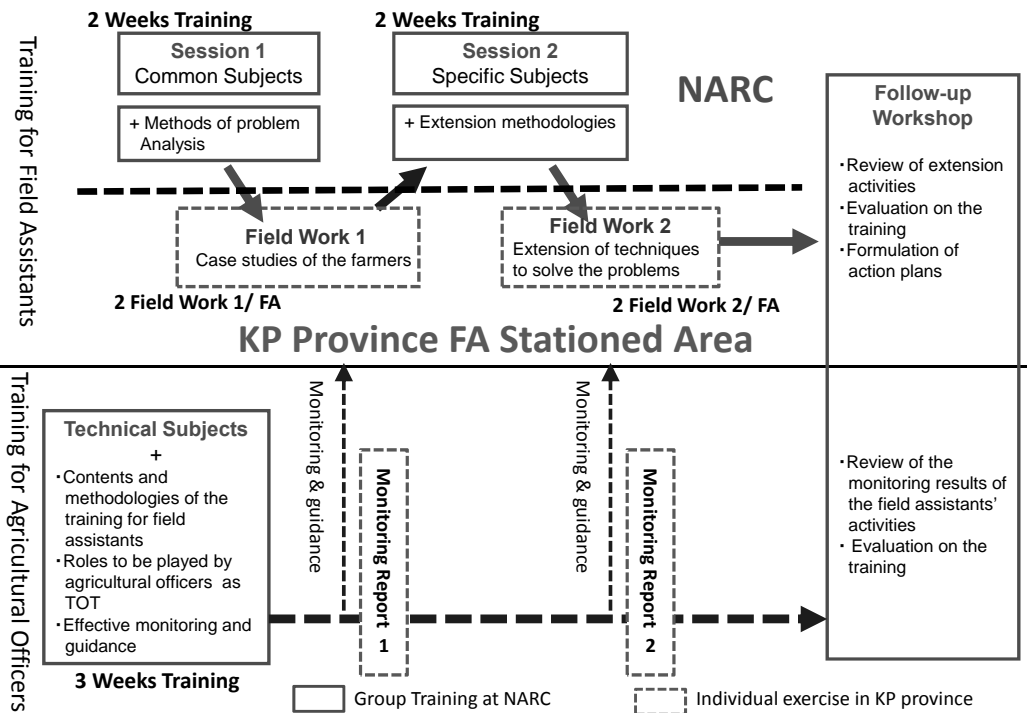 Training for Field Assistants
2 Weeks Training
Session 1
Common Subjects
+ Methods of problem
Analysis
2 Weeks Training
Session 2
Specific Subjects
+ Extension methodologies
NARC
Field Work 1
Case studies of the farmers
2 Field Work 1/ FA
Field Work 2
Extension of techniques
to solve the problems
2 Field Work 2/ FA
KP Province FA Stationed Area
Follow-up
Workshop
・Review of extension
activities
・Evaluation on the
training
・Formulation of
action plans
Training for Agricultural Officers
Technical Subjects
+
・Contents and
methodologies of the
training for field
assistants
・Roles to be played by
agricultural officers as
TOT
・Effective monitoring and
guidance
3 Weeks Training
Monitoring & guidance
Monitoring Report
1
Monitoring & guidance
Monitoring Report
2
・Review of the
monitoring results of
the field assistants'
activities
・ Evaluation on the
training
Group Training at NARC
Individual exercise in KP province